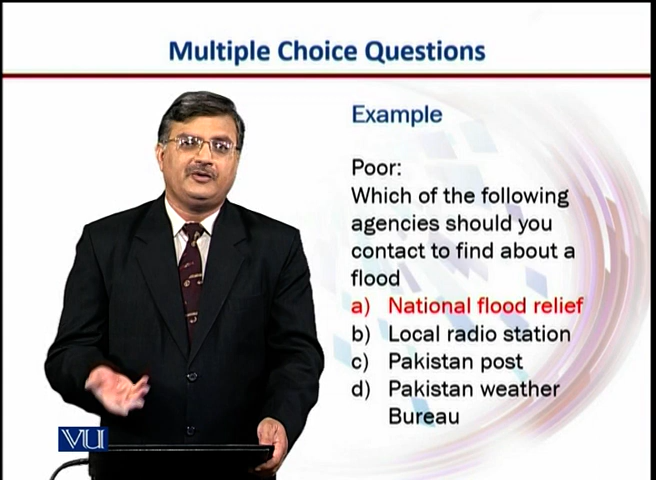 Multiple Choice Questions
Example
Poor:
Which of the following
agencies should you
contact to find about a
flood
a) National flood relief
b) Local radio station
c) Pakistan post
d) Pakistan weather
Bureau
VU